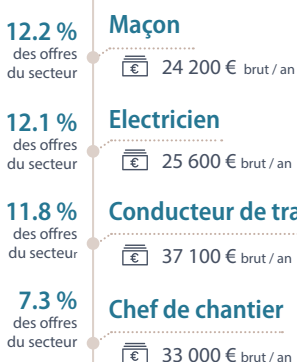 12.2 %
des offres
du secteur
Maçon
24 200 € brut / an
12.1 %
des offres
du secteur
Electricien
25 600 € brut / an
11.8 %
des offres
du secteur
Conducteur de tra
37 100 € brut / an
7.3 %
des offres
du secteur
Chef de chantier
33 000 € brut / an